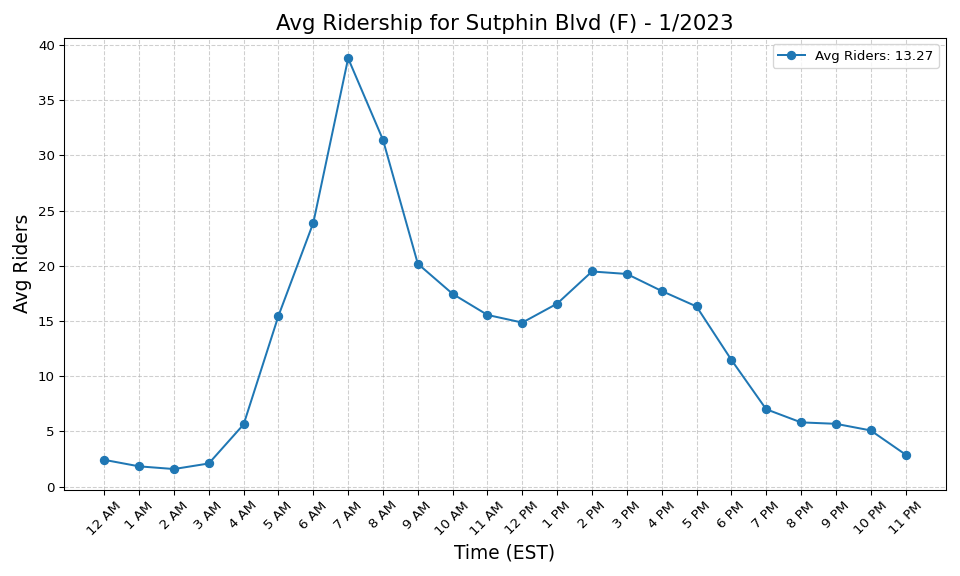 Avg Ridership for Sutphin Blvd (F) - 1/2023
Avg Riders: 13.27
Avg Riders
40
35
30
25
20
15
10
5
0
12 AM
1 AM
2 AM
3 AM
4 AM
5 AM
6 AM
7 AM
8 AM
9 AM
10 AM
11 AM
12 PM
1 PM
2 PM
3 PM
4 PM
5 PM
6 PM
7 PM
8 PM
9 PM
10 PM
11 PM
Time (EST)